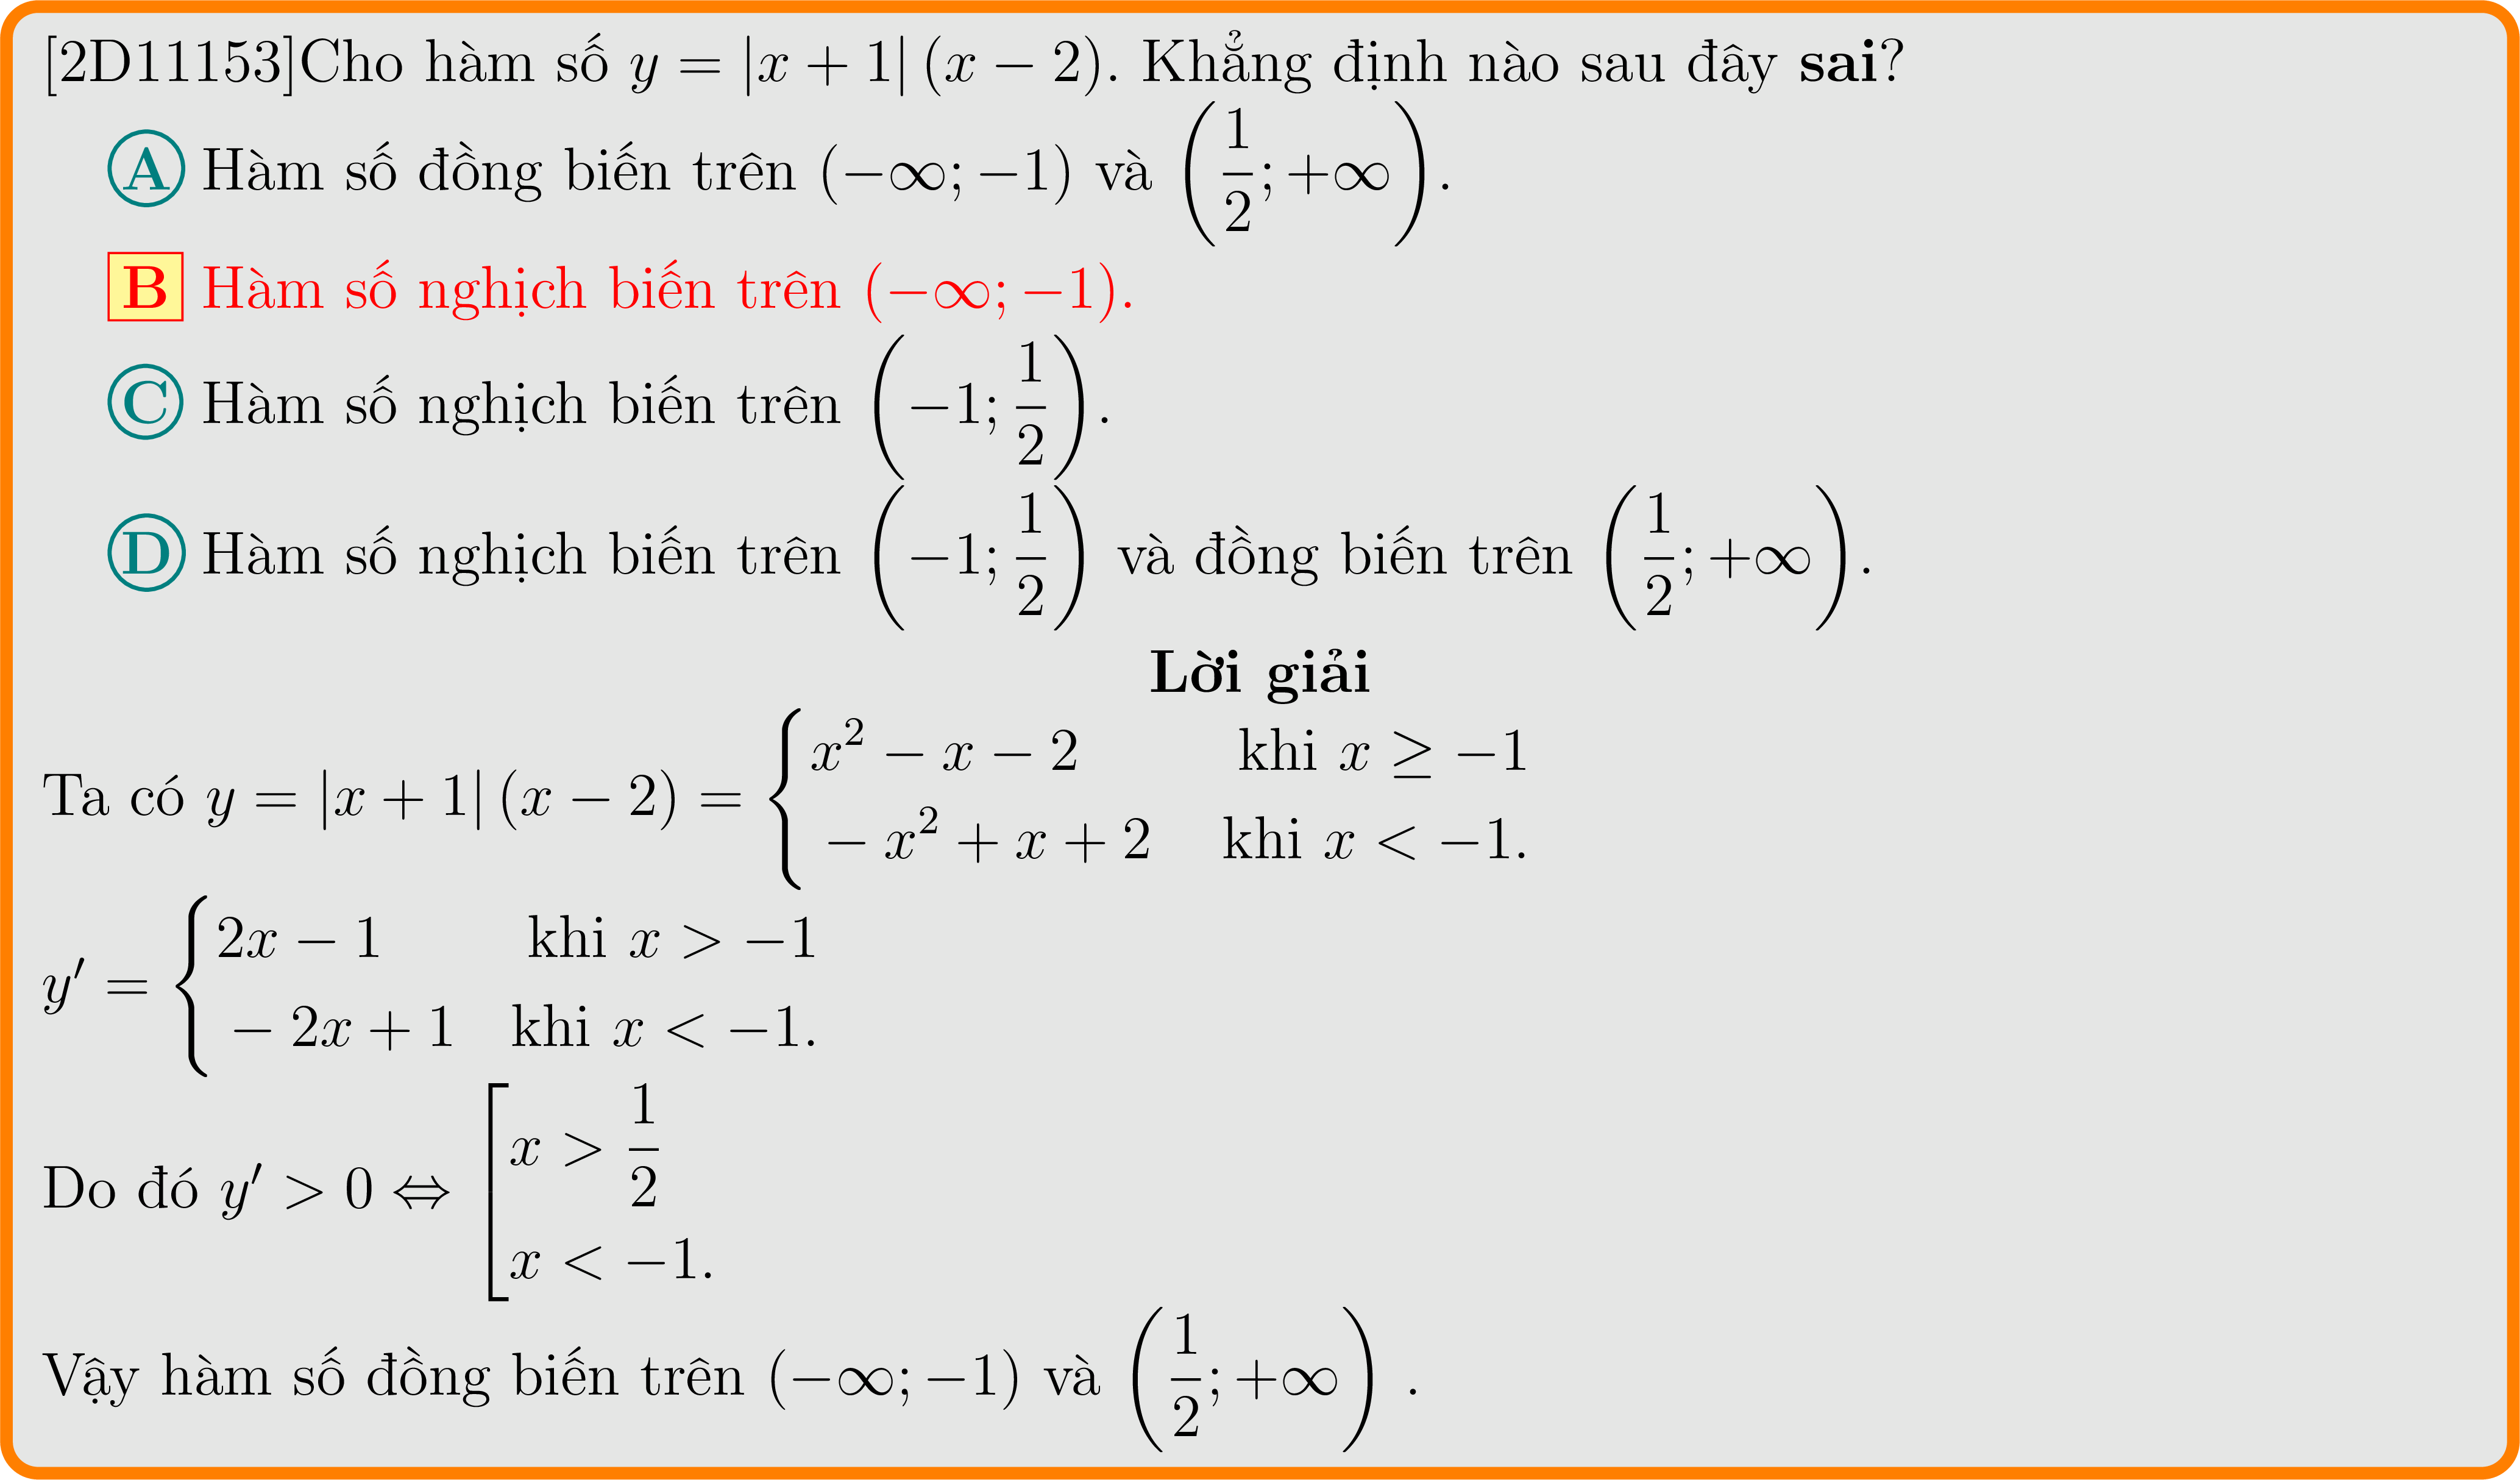 [2D11153]Cho hàm số $y = |x + 1| (x - 2)$. Khẳng định nào sau đây sai?
A Hàm số đồng biến trên $(-\infty; -1)$ và $\left(\dfrac{1}{2}; +\infty\right)$.
B Hàm số nghịch biến trên $(-\infty; -1)$.
C Hàm số nghịch biến trên $\left(-1; \dfrac{1}{2}\right)$.
D Hàm số nghịch biến trên $\left(-1; \dfrac{1}{2}\right)$ và đồng biến trên $\left(\dfrac{1}{2}; +\infty\right)$.
Lời giải
Ta có $y = |x + 1| (x - 2) = \begin{cases} x^2 - x - 2 & \text{khi } x \geq -1 \\ -x^2 + x + 2 & \text{khi } x < -1. \end{cases}$
$y' = \begin{cases} 2x - 1 & \text{khi } x > -1 \\ -2x + 1 & \text{khi } x < -1. \end{cases}$
Do đó $y' > 0 \Leftrightarrow \left[\begin{array}{l} x > \dfrac{1}{2} \\ x < -1. \end{array}\right.$
Vậy hàm số đồng biến trên $(-\infty; -1)$ và $\left(\dfrac{1}{2}; +\infty\right)$ .